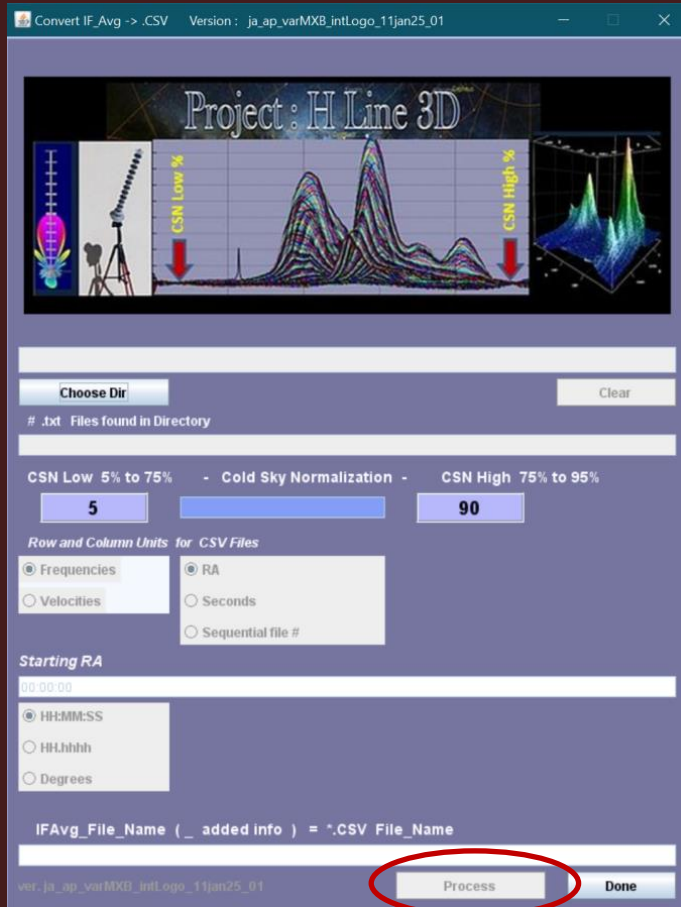 Convert IF_Avg -> .CSV Version : ja_ap_varMXB_intLogo_11jan25_01
Project : H Line 3D
CSN Low %
CSN High %
Choose Dir
Clear
# .txt Files found in Directory
CSN Low 5% to 75% - Cold Sky Normalization - CSN High 75% to 95%
5
90
Row and Column Units for CSV Files
Frequencies
RA
Velocities
Seconds
Sequential file #
Starting RA
00:00:00
HH:MM:SS
HH.hhhh
Degrees
IFAvg_File_Name ( _ added info ) = *.CSV File_Name
ver. ja_ap_varMXB_intLogo_11jan25_01
Process
Done